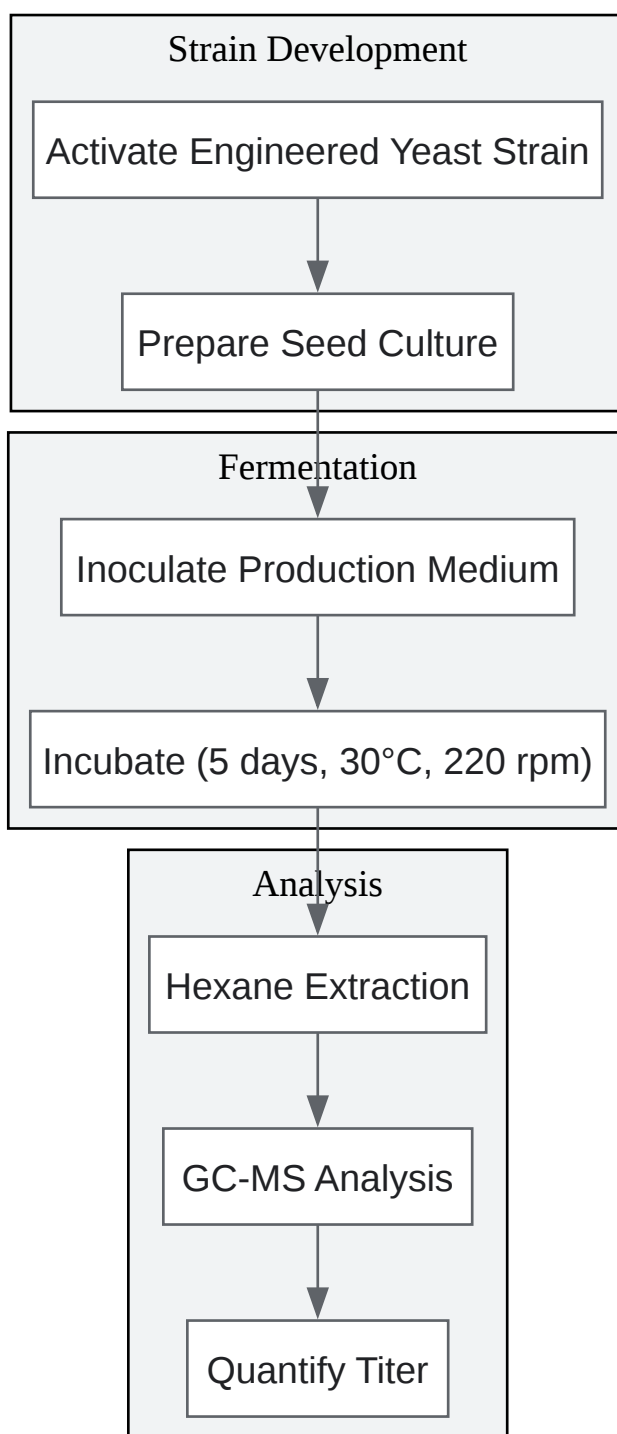 Strain Development
Activate Engineered Yeast Strain
Prepare Seed Culture
Fermentation
Inoculate Production Medium
Incubate (5 days, 30°C, 220 rpm)
Analysis
Hexane Extraction
GC-MS Analysis
Quantify Titer